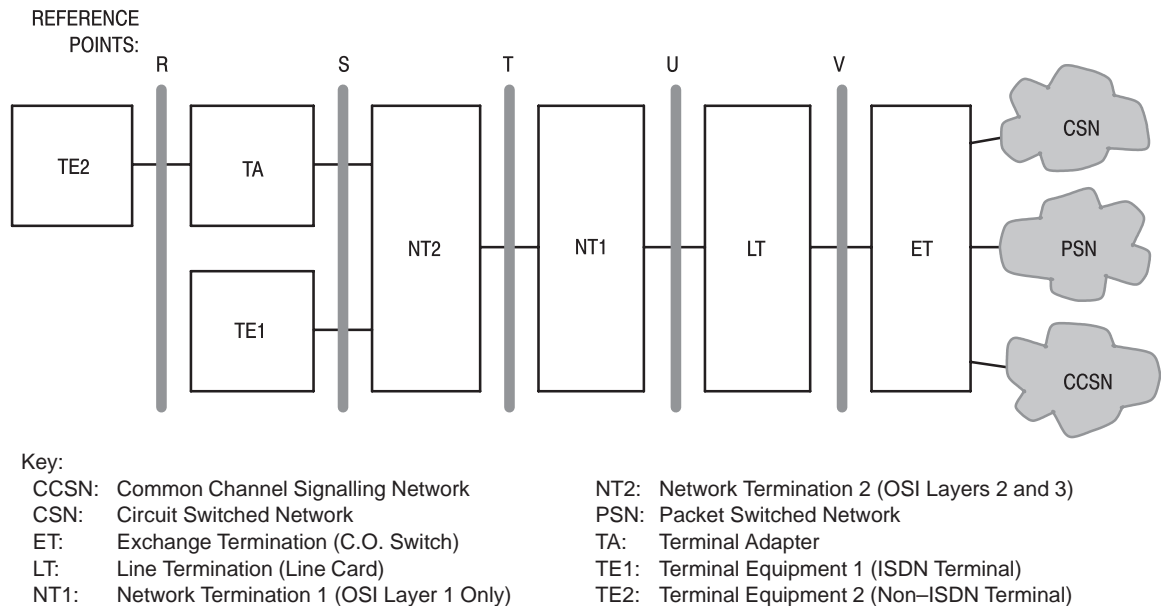 REFERENCE
POINTS:
R S T U V
TE2
TA
TE1
NT2
NT1
LT
ET
CSN
PSN
CCSN
Key:
CCSN: Common Channel Signalling Network
CSN: Circuit Switched Network
ET: Exchange Termination (C.O. Switch)
LT: Line Termination (Line Card)
NT1: Network Termination 1 (OSI Layer 1 Only)
NT2: Network Termination 2 (OSI Layers 2 and 3)
PSN: Packet Switched Network
TA: Terminal Adapter
TE1: Terminal Equipment 1 (ISDN Terminal)
TE2: Terminal Equipment 2 (Non–ISDN Terminal)